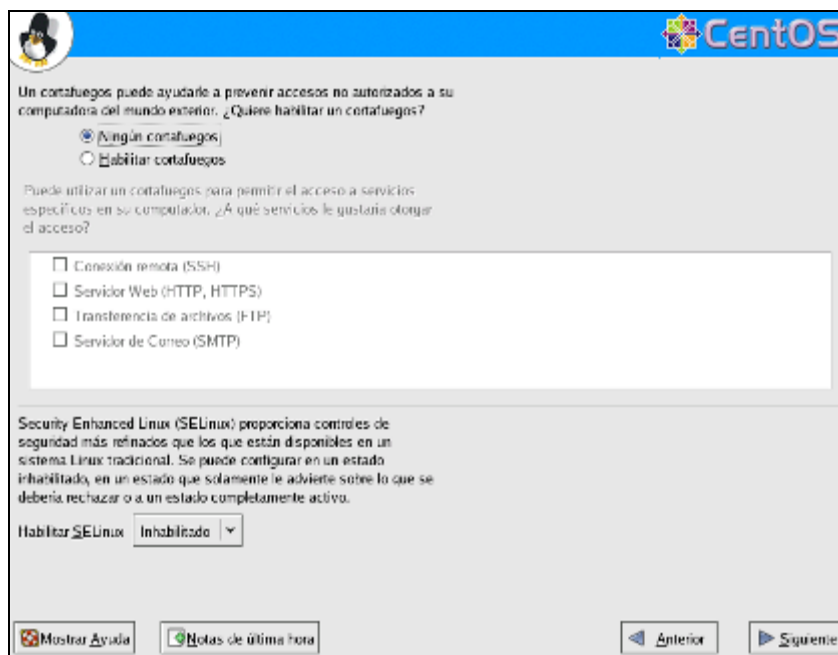 CentOS
Un cortafuegos puede ayudarle a prevenir accesos no autorizados a su
computadora del mundo exterior. ¿Quiere habilitar un cortafuegos?
Ningún cortafuegos
Habilitar cortafuegos
Puede utilizar un cortafuegos para permitir el acceso a servicios
específicos en su computador. ¿A qué servicios le gustaria otorgar
el acceso?
Conexión remota (SSH)
Servidor Web (HTTP, HTTPS)
Transferencia de archivos (FTP)
Servidor de Correo (SMTP)
Security Enhanced Linux (SELinux) proporciona controles de
seguridad más refinados que los que están disponibles en un
sistema Linux tradicional. Se puede configurar en un estado
inhabilitado, en un estado que solamente le advierte sobre lo que se
debería rechazar o a un estado completamente activo.
Habilitar SELinux Inhabilitado
Mostrar Ayuda Notas de última hora Anterior Siguiente